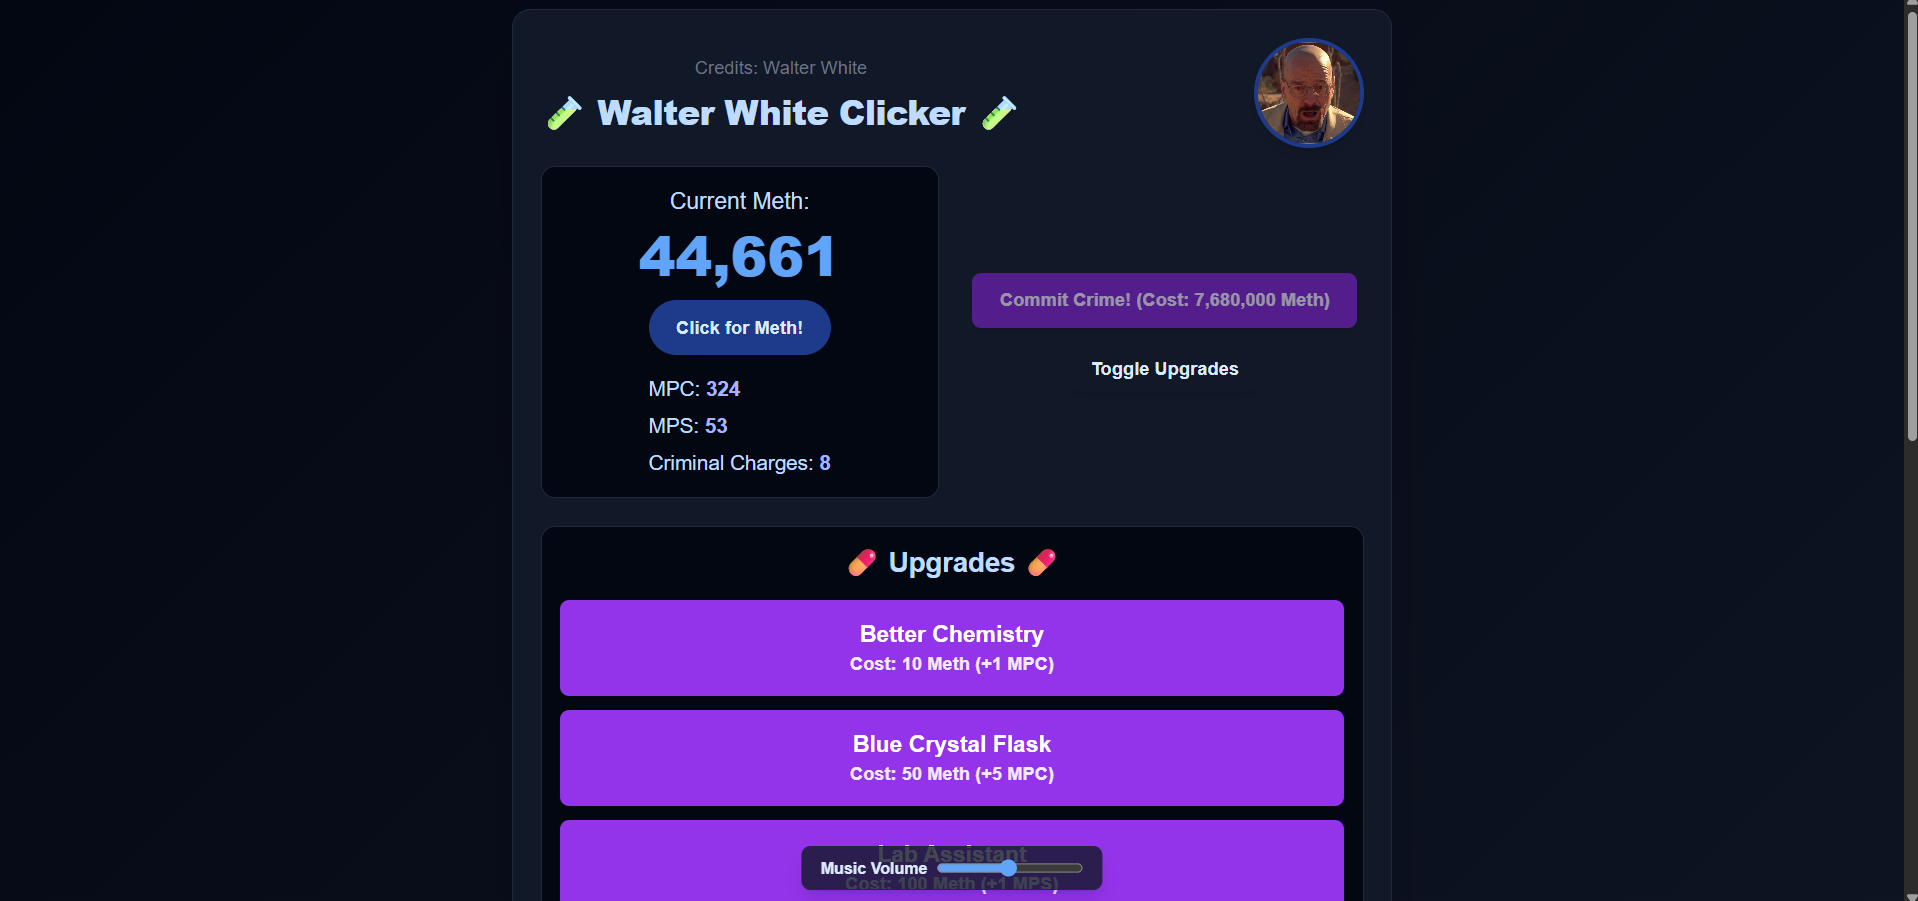 Credits: Walter White
Walter White Clicker
Current Meth:
44,661
Click for Meth!
MPC: 324
MPS: 53
Criminal Charges: 8
Commit Crime! (Cost: 7,680,000 Meth)
Toggle Upgrades
Upgrades
Better Chemistry
Cost: 10 Meth (+1 MPC)
Blue Crystal Flask
Cost: 50 Meth (+5 MPC)
Lab Assistant
Music Volume
Cost: 100 Meth (+1 MPS)